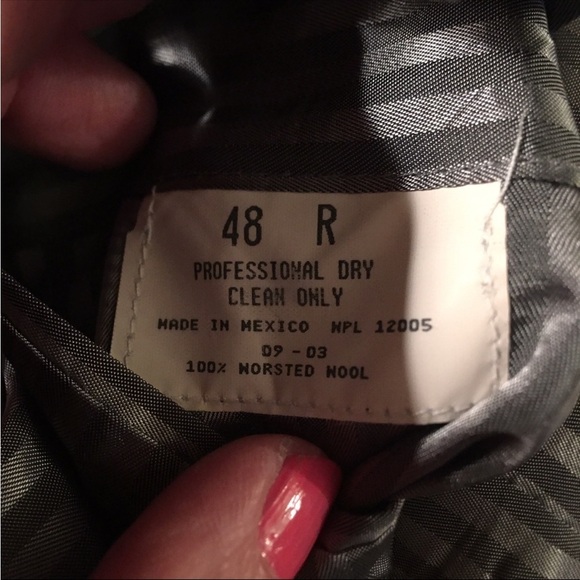 48 R
PROFESSIONAL DRY
CLEAN ONLY
MADE IN MEXICO NPL 12005
09 - 03
100% WORSTED WOOL